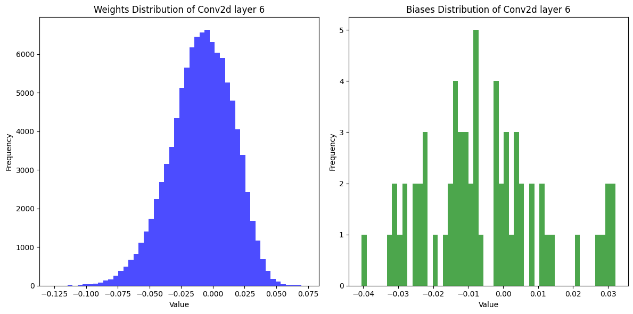 Weights Distribution of Conv2d layer 6
Frequency
6000
5000
4000
3000
2000
1000
0
−0.125 −0.100 −0.075 −0.050 −0.025 0.000 0.025 0.050 0.075
Value
Biases Distribution of Conv2d layer 6
Frequency
5
4
3
2
1
0
−0.04 −0.03 −0.02 −0.01 0.00 0.01 0.02 0.03
Value